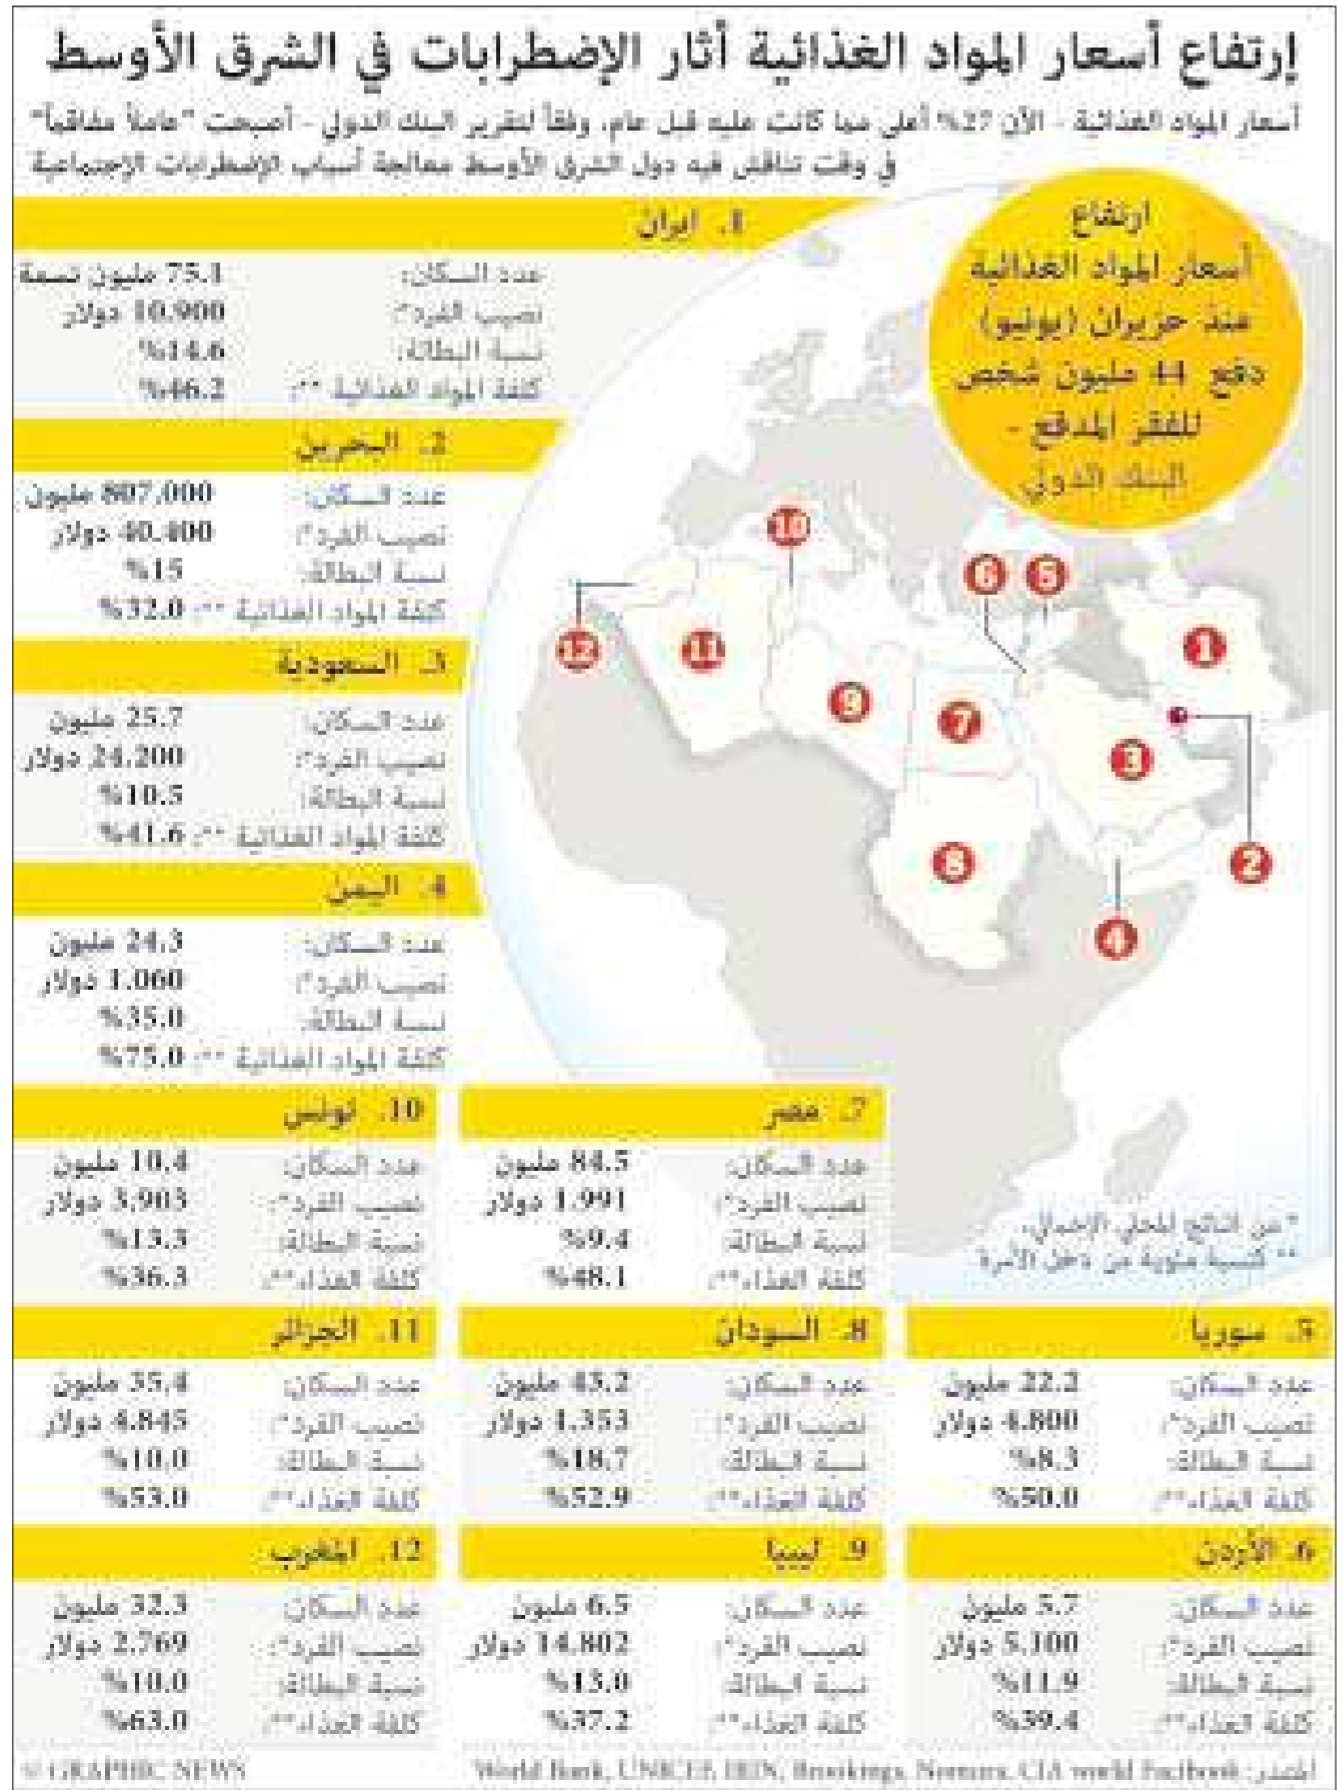 إرتفاع أسعار المواد الغذائية أثار الإضطرابات في الشرق الأوسط
أسعار المواد الغذائية - الآن 27% أعلى مما كانت عليه قبل عام، وفقاً لتقرير البنك الدولي - أصبحت "عاملاً مفاقماً"
في وقت تناقش فيه دول الشرق الأوسط معالجة أسباب الإضطرابات الإجتماعية
ارتفاع
أسعار المواد الغذائية
منذ حزيران (يونيو)
دفع 44 مليون شخص
للفقر المدقع -
البنك الدولي
1. ايران
عدد السكان: 75.1 مليون نسمة
نصيب الفرد*: 10.900 دولار
نسبة البطالة: %14.6
كلفة المواد الغذائية **: %46.2
2. البحرين
عدد السكان: 807.000 مليون
نصيب الفرد*: 40.400 دولار
نسبة البطالة: %15
كلفة المواد الغذائية **: %32.0
3. السعودية
عدد السكان: 25.7 مليون
نصيب الفرد*: 24.200 دولار
نسبة البطالة: %10.5
كلفة المواد الغذائية **: %41.6
4. اليمن
عدد السكان: 24.3 مليون
نصيب الفرد*: 1.060 دولار
نسبة البطالة: %35.0
كلفة المواد الغذائية **: %75.0
10
6
5
12
11
1
9
7
2
3
8
4
* من الناتج المحلي الإجمالي.
** كنسبة مئوية من دخل الأسرة
5. سوريا
عدد السكان: 22.2 مليون
نصيب الفرد*: 4.800 دولار
نسبة البطالة: %8.3
كلفة الغذاء**: %50.0
6. الأردن
عدد السكان: 5.7 مليون
نصيب الفرد*: 5.100 دولار
نسبة البطالة: %11.9
كلفة الغذاء**: %39.4
7. مصر
عدد السكان: 84.5 مليون
نصيب الفرد*: 1.991 دولار
نسبة البطالة: %9.4
كلفة الغذاء**: %48.1
8. السودان
عدد السكان: 43.2 مليون
نصيب الفرد*: 1.353 دولار
نسبة البطالة: %18.7
كلفة الغذاء**: %52.9
9. ليبيا
عدد السكان: 6.5 مليون
نصيب الفرد*: 14.802 دولار
نسبة البطالة: %13.0
كلفة الغذاء**: %37.2
10. تونس
عدد السكان: 10.4 مليون
نصيب الفرد*: 3.903 دولار
نسبة البطالة: %13.3
كلفة الغذاء**: %36.3
11. الجزائر
عدد السكان: 35.4 مليون
نصيب الفرد*: 4.845 دولار
نسبة البطالة: %10.0
كلفة الغذاء**: %53.0
12. المغرب
عدد السكان: 32.3 مليون
نصيب الفرد*: 2.769 دولار
نسبة البطالة: %10.0
كلفة الغذاء**: %63.0
المصدر: World Bank, UNICEF, IRIN, Brookings, Nomura, CIA world Factbook
© GRAPHIC NEWS